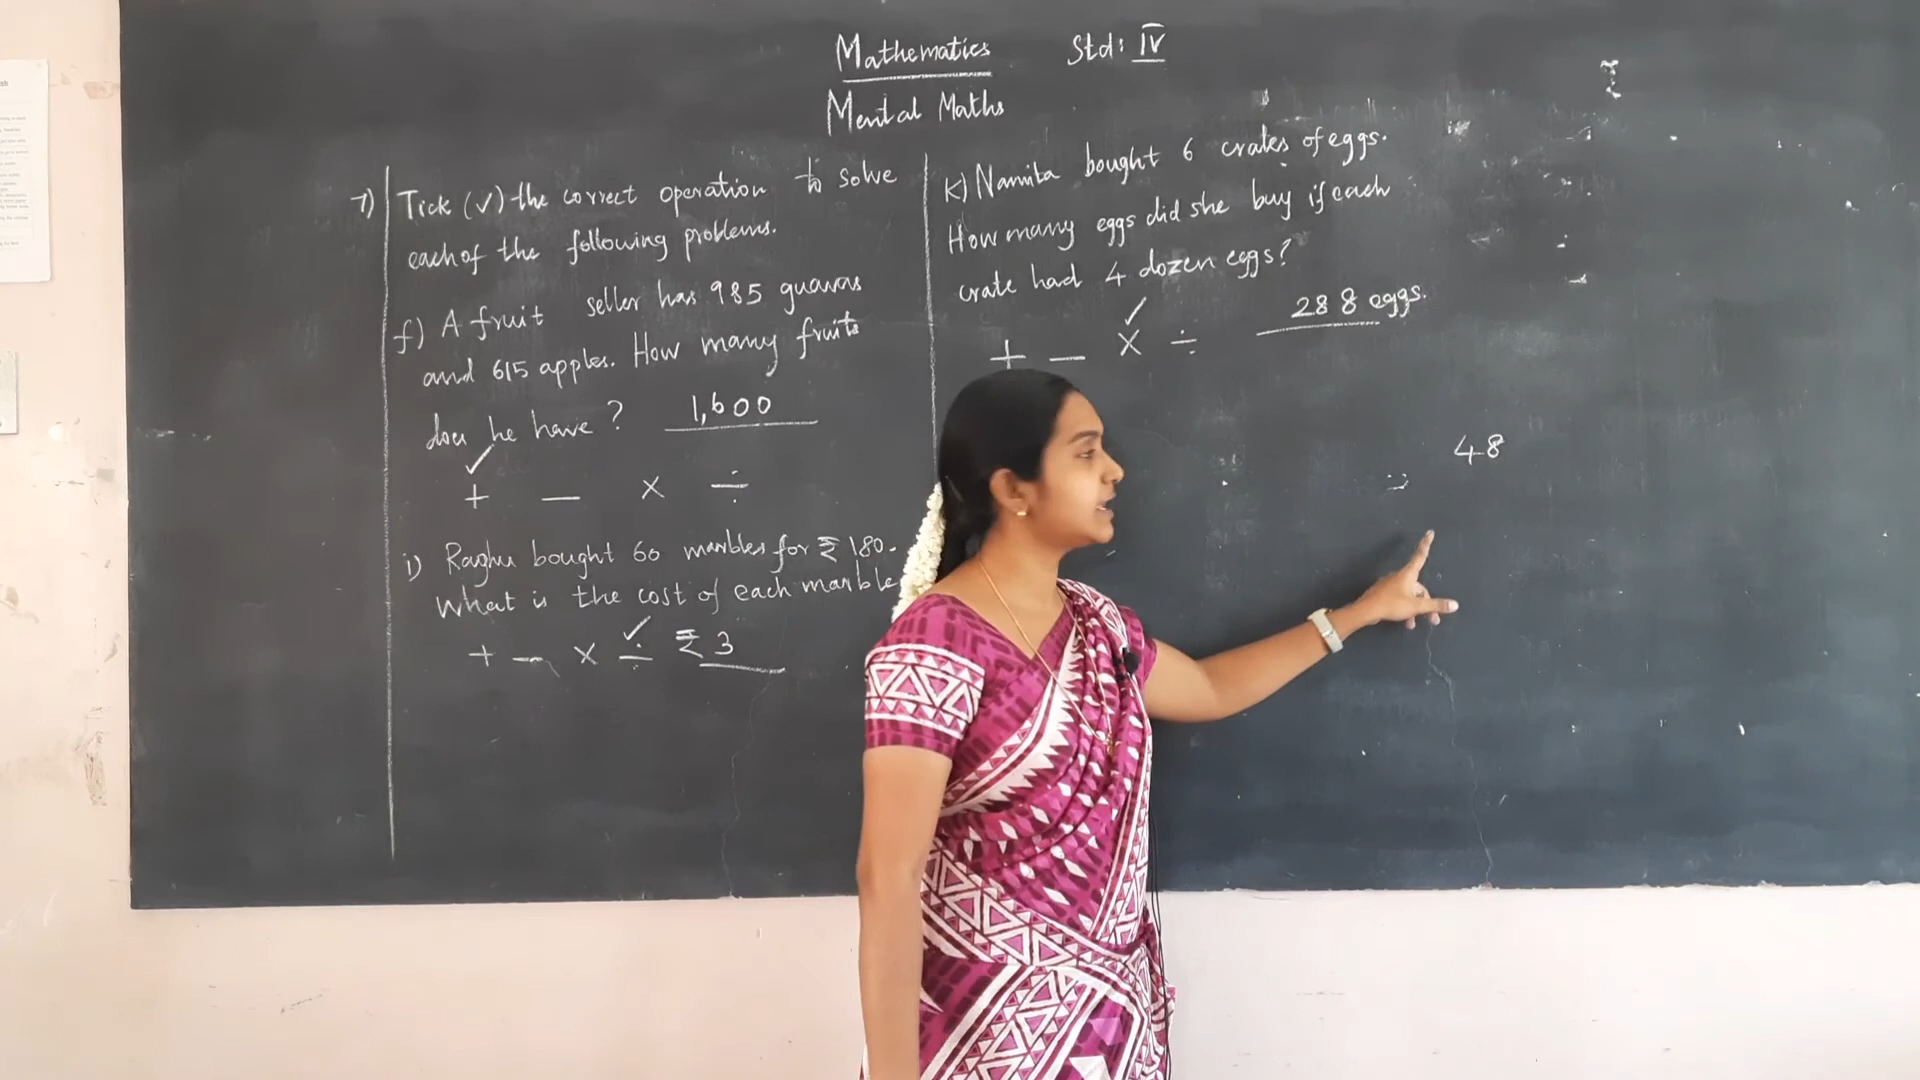 Mathematics Std: IV
Mental Maths
7) Tick (✓) the correct operation to solve
each of the following problems.
f) A fruit seller has 985 guavas
and 615 apples. How many fruits
does he have? 1,600
✓
+ — × ÷
i) Raghu bought 60 marbles for ₹ 180.
What is the cost of each marble
✓
+ — × ÷ ₹ 3
K) Namita bought 6 crates of eggs.
How many eggs did she buy if each
crate had 4 dozen eggs?
✓
+ — × ÷ 288 eggs.
48